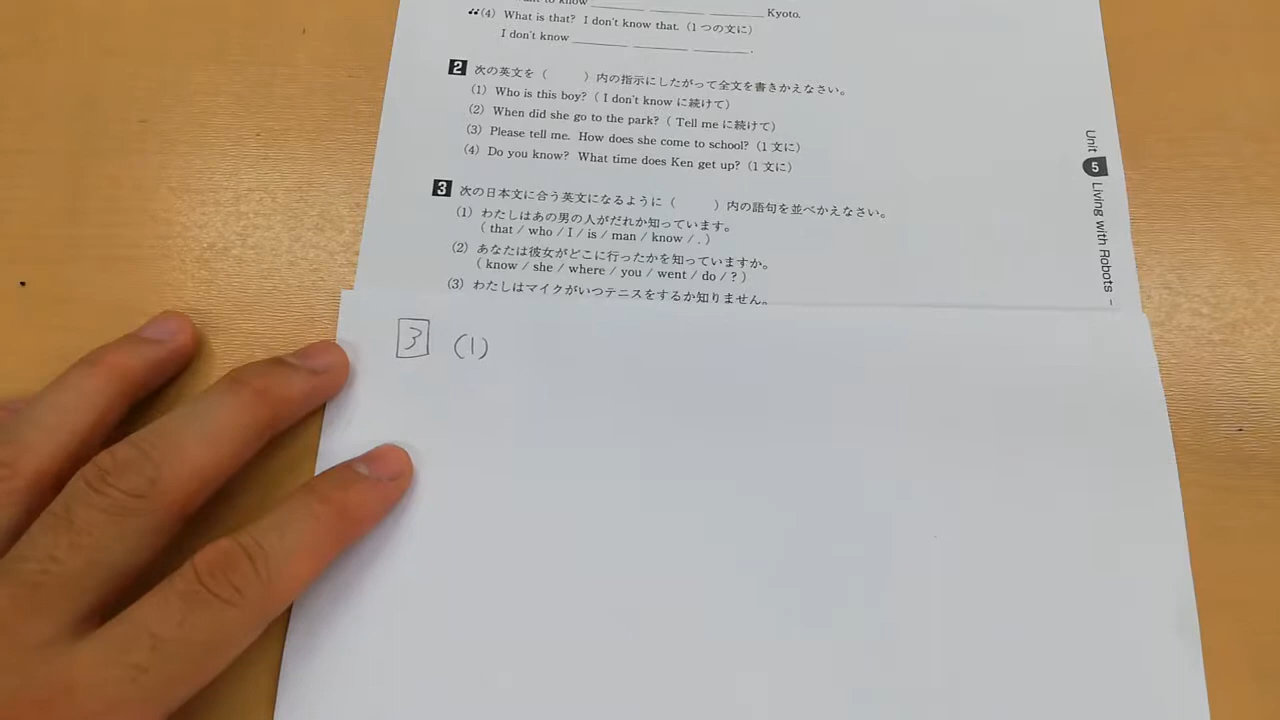 know ______ ______ ______ Kyoto.
(4) What is that? I don't know that. (1つの文に)
I don't know ______ ______ ______.
2 次の英文を（　　）内の指示にしたがって全文を書きかえなさい。
(1) Who is this boy? ( I don't know に続けて)
(2) When did she go to the park? ( Tell me に続けて)
(3) Please tell me. How does she come to school? (1文に)
(4) Do you know? What time does Ken get up? (1文に)
3 次の日本文に合う英文になるように（　　）内の語句を並べかえなさい。
(1) わたしはあの男の人がだれか知っています。
( that / who / I / is / man / know / . )
(2) あなたは彼女がどこに行ったかを知っていますか。
( know / she / where / you / went / do / ? )
(3) わたしはマイクがいつテニスをするか知りません。
Unit 5 Living with Robots –
3 (1)